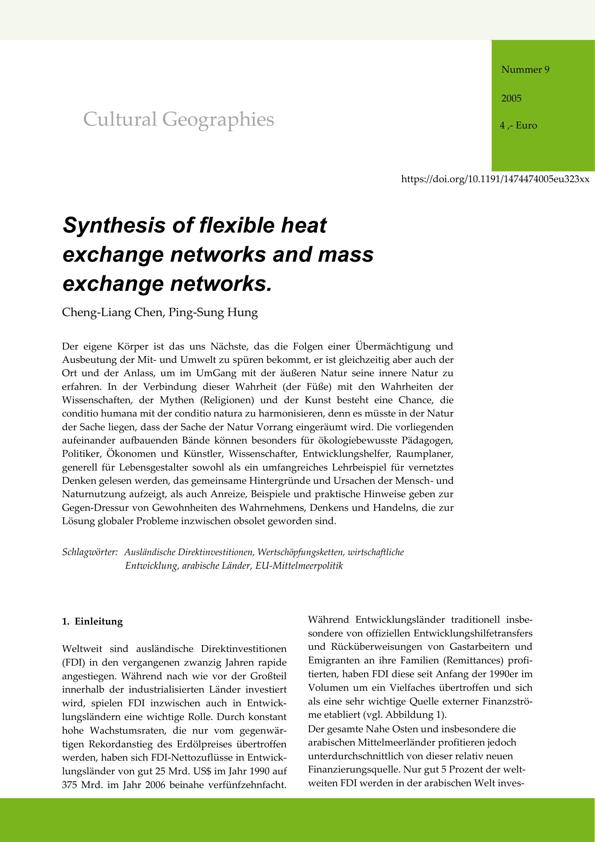 Nummer 9
2005
4 ,- Euro
Cultural Geographies
https://doi.org/10.1191/1474474005eu323xx
Synthesis of flexible heat
exchange networks and mass
exchange networks.
Cheng-Liang Chen, Ping-Sung Hung
Der eigene Körper ist das uns Nächste, das die Folgen einer Übermächtigung und
Ausbeutung der Mit- und Umwelt zu spüren bekommt, er ist gleichzeitig aber auch der
Ort und der Anlass, um im UmGang mit der äußeren Natur seine innere Natur zu
erfahren. In der Verbindung dieser Wahrheit (der Füße) mit den Wahrheiten der
Wissenschaften, der Mythen (Religionen) und der Kunst besteht eine Chance, die
conditio humana mit der conditio natura zu harmonisieren, denn es müsste in der Natur
der Sache liegen, dass der Sache der Natur Vorrang eingeräumt wird. Die vorliegenden
aufeinander aufbauenden Bände können besonders für ökologiebewusste Pädagogen,
Politiker, Ökonomen und Künstler, Wissenschafter, Entwicklungshelfer, Raumplaner,
generell für Lebensgestalter sowohl als ein umfangreiches Lehrbeispiel für vernetztes
Denken gelesen werden, das gemeinsame Hintergründe und Ursachen der Mensch- und
Naturnutzung aufzeigt, als auch Anreize, Beispiele und praktische Hinweise geben zur
Gegen-Dressur von Gewohnheiten des Wahrnehmens, Denkens und Handelns, die zur
Lösung globaler Probleme inzwischen obsolet geworden sind.
Schlagwörter: Ausländische Direktinvestitionen, Wertschöpfungsketten, wirtschaftliche
Entwicklung, arabische Länder, EU-Mittelmeerpolitik
1. Einleitung
Weltweit sind ausländische Direktinvestitionen
(FDI) in den vergangenen zwanzig Jahren rapide
angestiegen. Während nach wie vor der Großteil
innerhalb der industrialisierten Länder investiert
wird, spielen FDI inzwischen auch in Entwick-
lungsländern eine wichtige Rolle. Durch konstant
hohe Wachstumsraten, die nur vom gegenwär-
tigen Rekordanstieg des Erdölpreises übertroffen
werden, haben sich FDI-Nettozuflüsse in Entwick-
lungsländer von gut 25 Mrd. US$ im Jahr 1990 auf
375 Mrd. im Jahr 2006 beinahe verfünfzehnfacht.
Während Entwicklungsländer traditionell insbe-
sondere von offiziellen Entwicklungshilfetransfers
und Rücküberweisungen von Gastarbeitern und
Emigranten an ihre Familien (Remittances) profi-
tierten, haben FDI diese seit Anfang der 1990er im
Volumen um ein Vielfaches übertroffen und sich
als eine sehr wichtige Quelle externer Finanzströ-
me etabliert (vgl. Abbildung 1).
Der gesamte Nahe Osten und insbesondere die
arabischen Mittelmeerländer profitieren jedoch
unterdurchschnittlich von dieser relativ neuen
Finanzierungsquelle. Nur gut 5 Prozent der welt-
weiten FDI werden in der arabischen Welt inves-